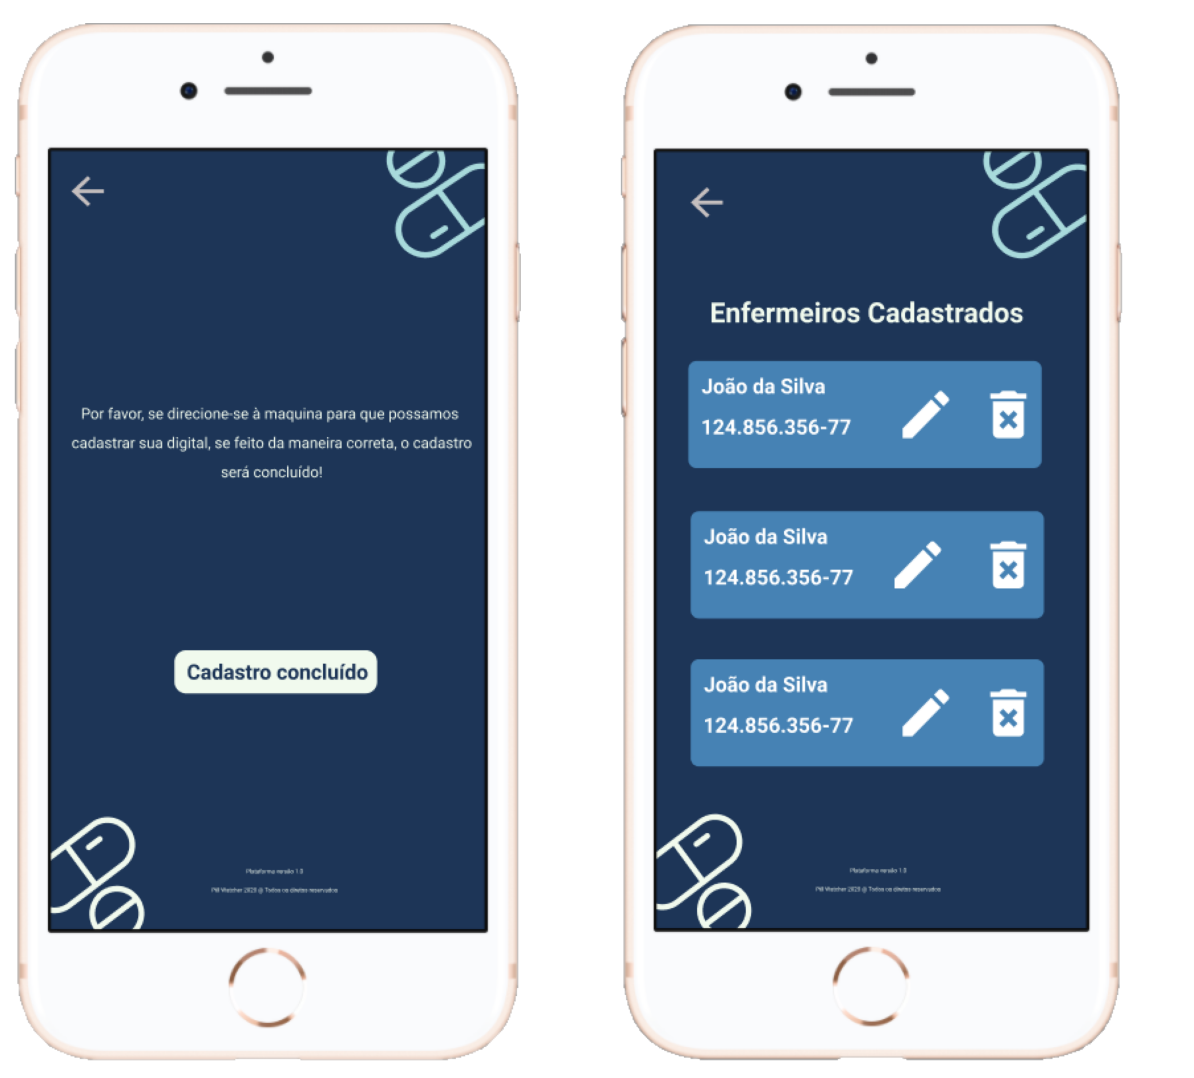 Por favor, se direcione-se à maquina para que possamos
cadastrar sua digital, se feito da maneira correta, o cadastro
será concluído!
Cadastro concluído
Plataforma versão 1.0
Pill Watcher 2023 @ Todos os direitos reservados
Enfermeiros Cadastrados
João da Silva
124.856.356-77
João da Silva
124.856.356-77
João da Silva
124.856.356-77
Plataforma versão 1.0
Pill Watcher 2023 @ Todos os direitos reservados